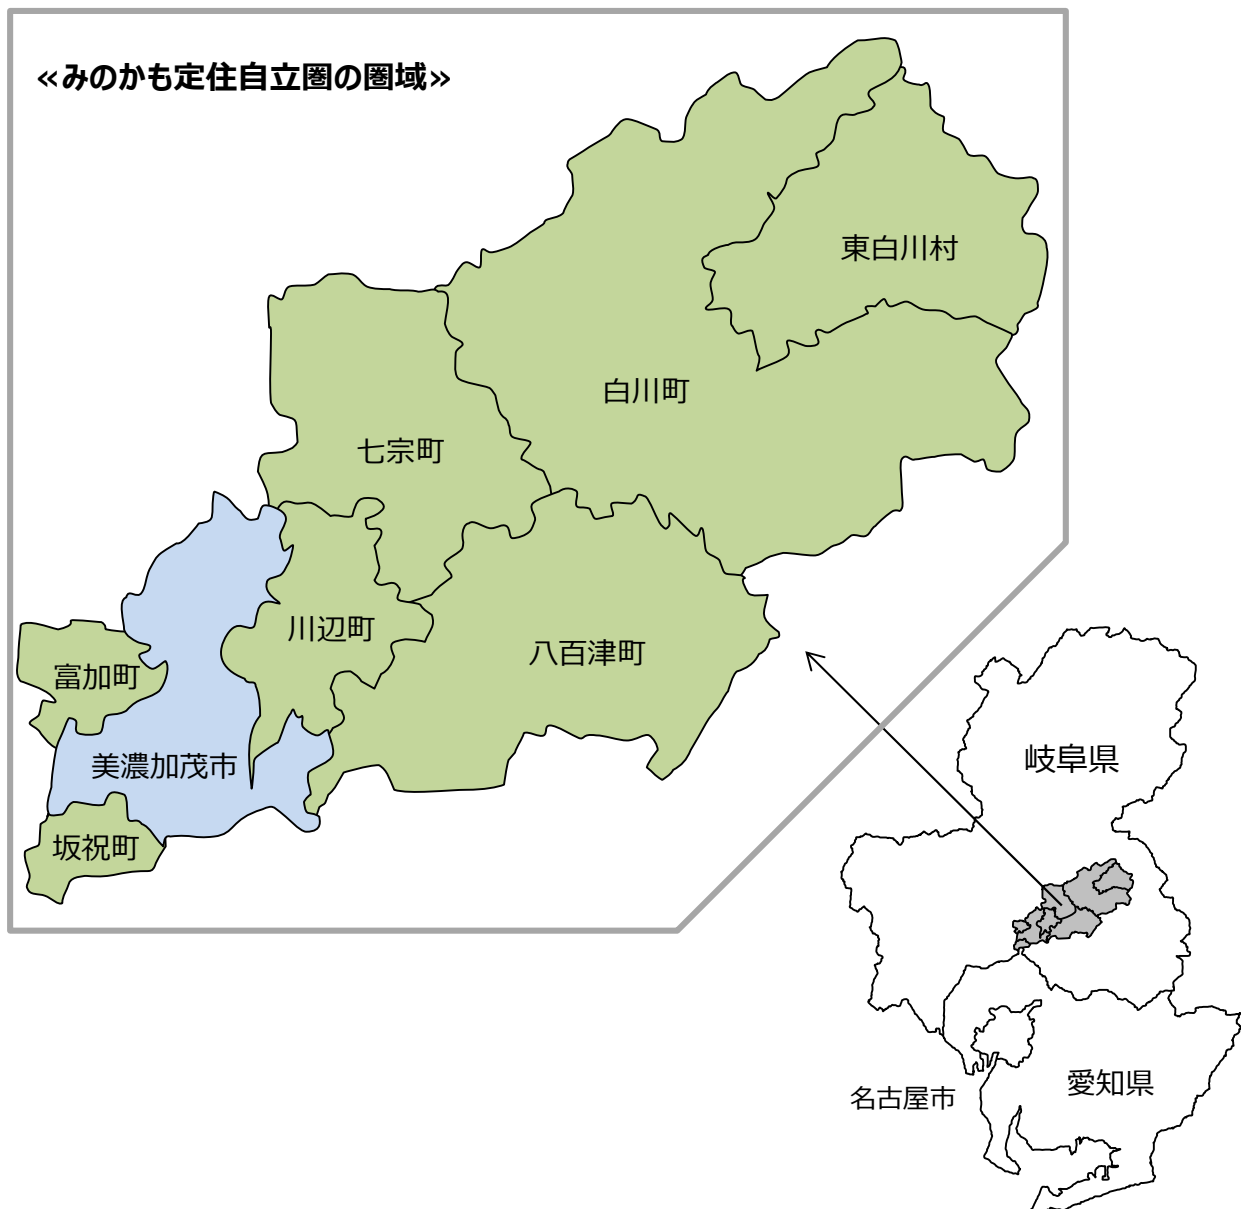 «みのかも定住自立圏の圏域»
東白川村
白川町
七宗町
川辺町
八百津町
富加町
美濃加茂市
坂祝町
岐阜県
愛知県
名古屋市